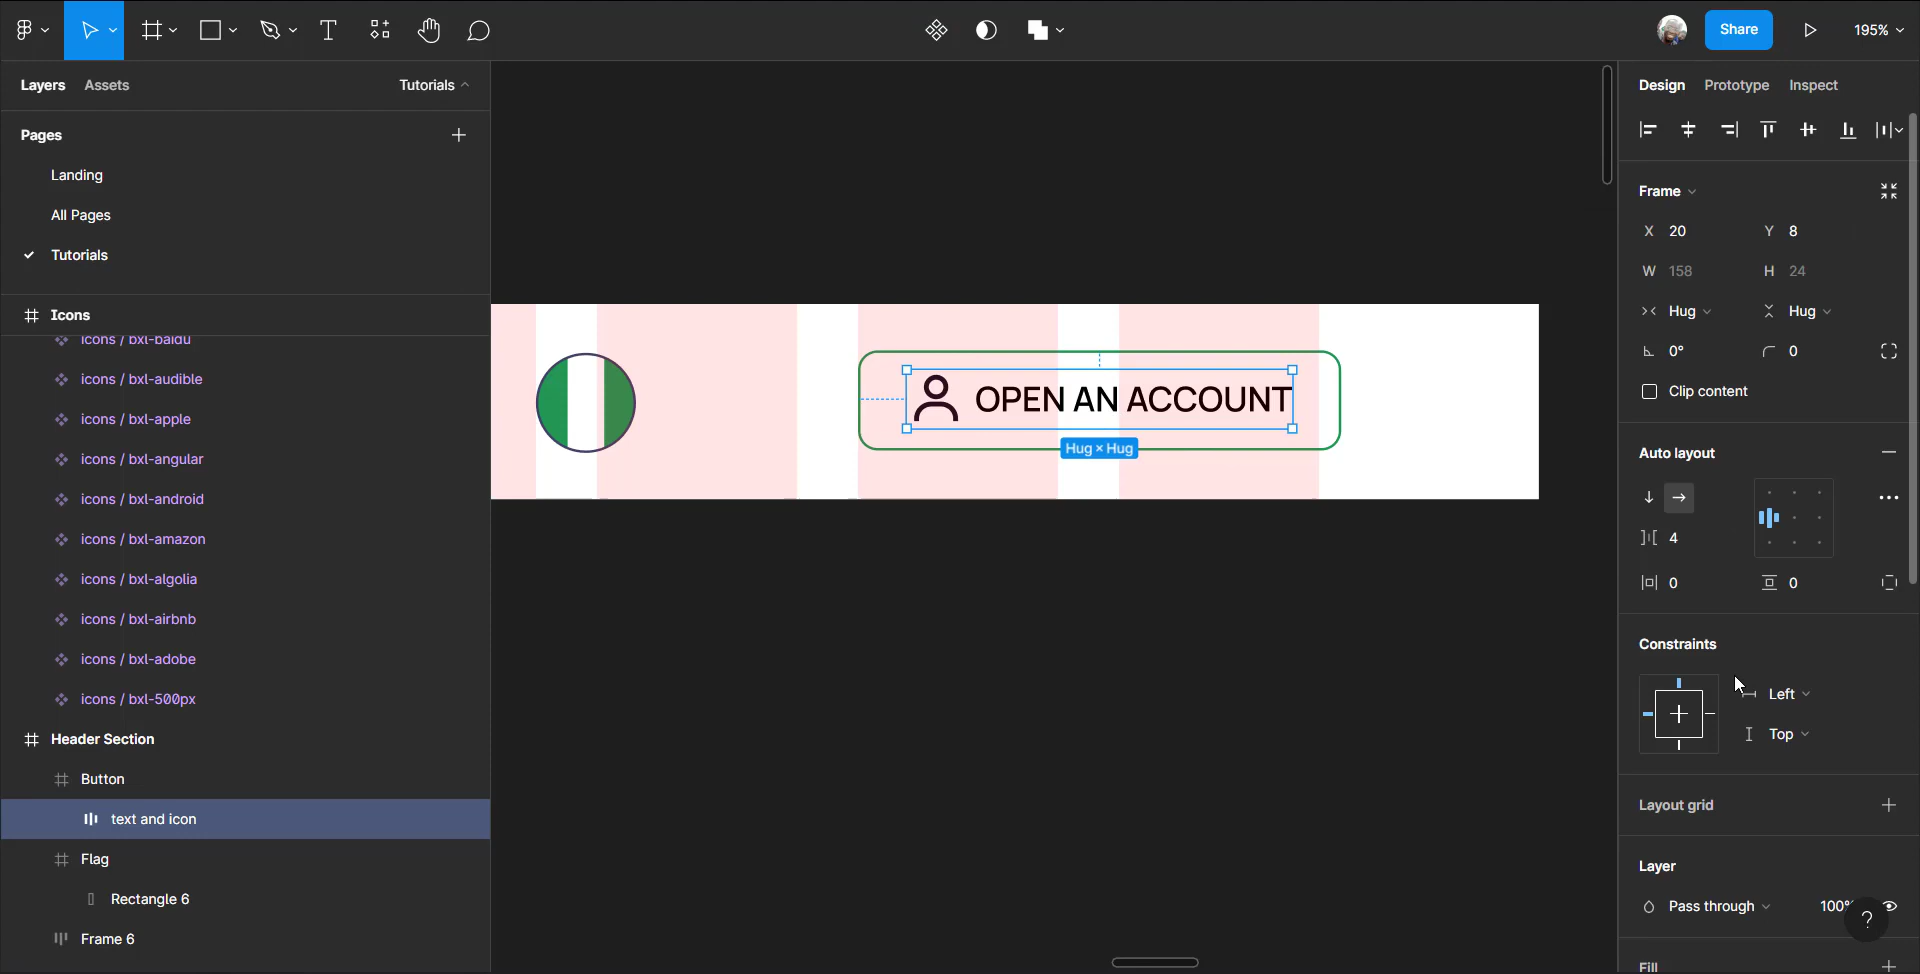 Share
195%
Layers
Assets
Tutorials
Design
Prototype
Inspect
Pages
Landing
All Pages
Tutorials
Icons
icons / bxl-baidu
icons / bxl-audible
icons / bxl-apple
icons / bxl-angular
icons / bxl-android
icons / bxl-amazon
icons / bxl-algolia
icons / bxl-airbnb
icons / bxl-adobe
icons / bxl-500px
Header Section
Button
text and icon
Flag
Rectangle 6
Frame 6
OPEN AN ACCOUNT
Hug × Hug
Frame
X 20
Y 8
W 158
H 24
Hug
Hug
0°
0
Clip content
Auto layout
4
0
0
Constraints
Left
Top
Layout grid
Layer
Pass through
100%
?
Fill